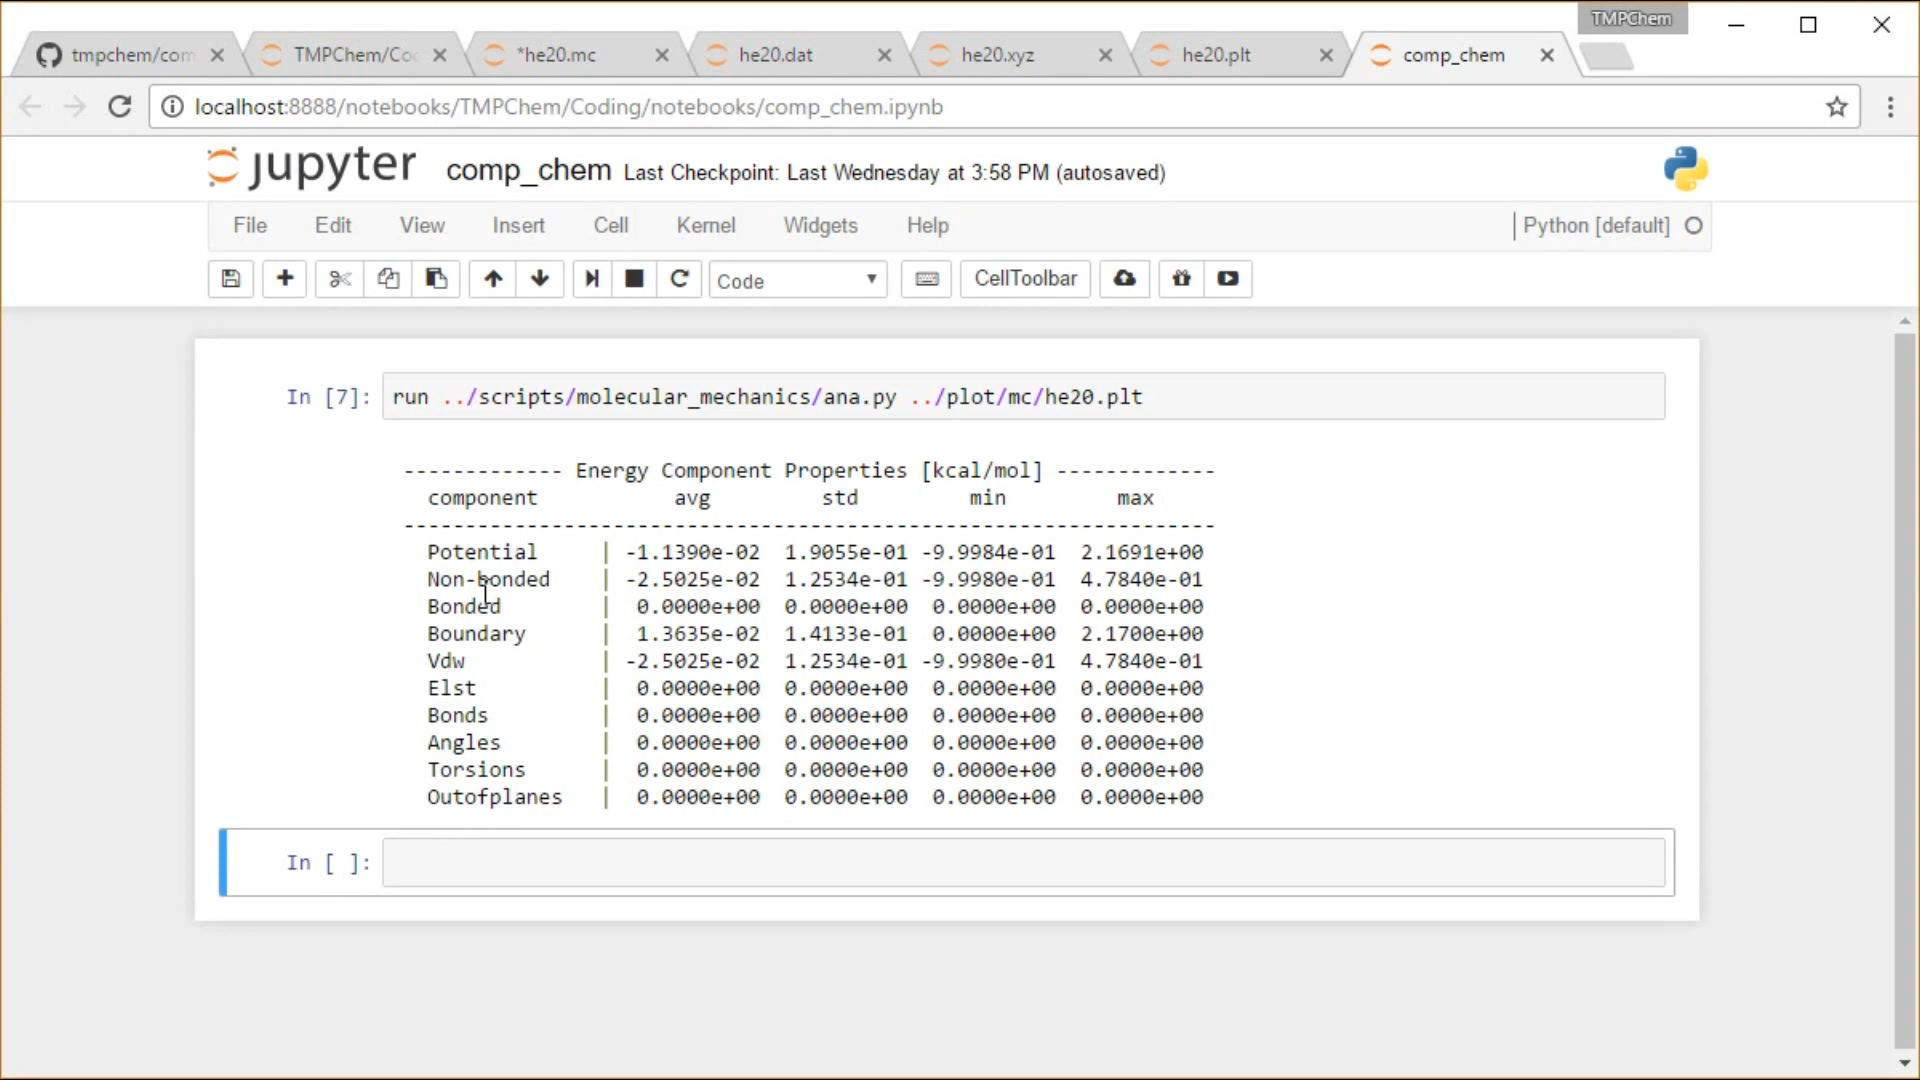 TMPChem
tmpchem/com
TMPChem/Co
*he20.mc
he20.dat
he20.xyz
he20.plt
comp_chem
localhost:8888/notebooks/TMPChem/Coding/notebooks/comp_chem.ipynb
jupyter comp_chem Last Checkpoint: Last Wednesday at 3:58 PM (autosaved)
File Edit View Insert Cell Kernel Widgets Help Python [default]
Code CellToolbar
In [7]: run ../scripts/molecular_mechanics/ana.py ../plot/mc/he20.plt
------------- Energy Component Properties [kcal/mol] -------------
component avg std min max
------------------------------------------------------------------
Potential | -1.1390e-02 1.9055e-01 -9.9984e-01 2.1691e+00
Non-bonded | -2.5025e-02 1.2534e-01 -9.9980e-01 4.7840e-01
Bonded | 0.0000e+00 0.0000e+00 0.0000e+00 0.0000e+00
Boundary | 1.3635e-02 1.4133e-01 0.0000e+00 2.1700e+00
Vdw | -2.5025e-02 1.2534e-01 -9.9980e-01 4.7840e-01
Elst | 0.0000e+00 0.0000e+00 0.0000e+00 0.0000e+00
Bonds | 0.0000e+00 0.0000e+00 0.0000e+00 0.0000e+00
Angles | 0.0000e+00 0.0000e+00 0.0000e+00 0.0000e+00
Torsions | 0.0000e+00 0.0000e+00 0.0000e+00 0.0000e+00
Outofplanes | 0.0000e+00 0.0000e+00 0.0000e+00 0.0000e+00
In [ ]: